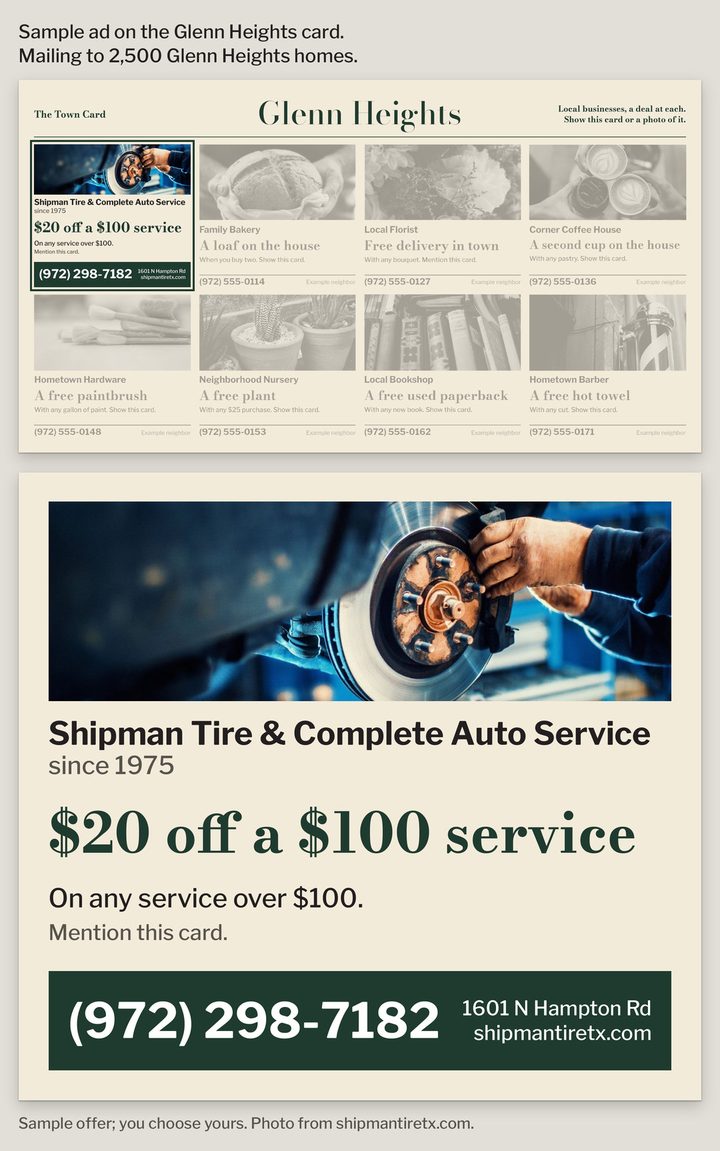 Sample ad on the Glenn Heights card.
Mailing to 2,500 Glenn Heights homes.
The Town Card
Glenn Heights
Local businesses, a deal at each.
Show this card or a photo of it.
Shipman Tire & Complete Auto Service
since 1975
$20 off a $100 service
On any service over $100.
Mention this card.
(972) 298-7182
1601 N Hampton Rd
shipmantiretx.com
Family Bakery
A loaf on the house
When you buy two. Show this card.
(972) 555-0114
Example neighbor
Local Florist
Free delivery in town
With any bouquet. Mention this card.
(972) 555-0127
Example neighbor
Corner Coffee House
A second cup on the house
With any pastry. Show this card.
(972) 555-0136
Example neighbor
Hometown Hardware
A free paintbrush
With any gallon of paint. Show this card.
(972) 555-0148
Example neighbor
Neighborhood Nursery
A free plant
With any $25 purchase. Show this card.
(972) 555-0153
Example neighbor
Local Bookshop
A free used paperback
With any new book. Show this card.
(972) 555-0162
Example neighbor
Hometown Barber
A free hot towel
With any cut. Show this card.
(972) 555-0171
Example neighbor
Shipman Tire & Complete Auto Service
since 1975
$20 off a $100 service
On any service over $100.
Mention this card.
(972) 298-7182
1601 N Hampton Rd
shipmantiretx.com
Sample offer; you choose yours. Photo from shipmantiretx.com.